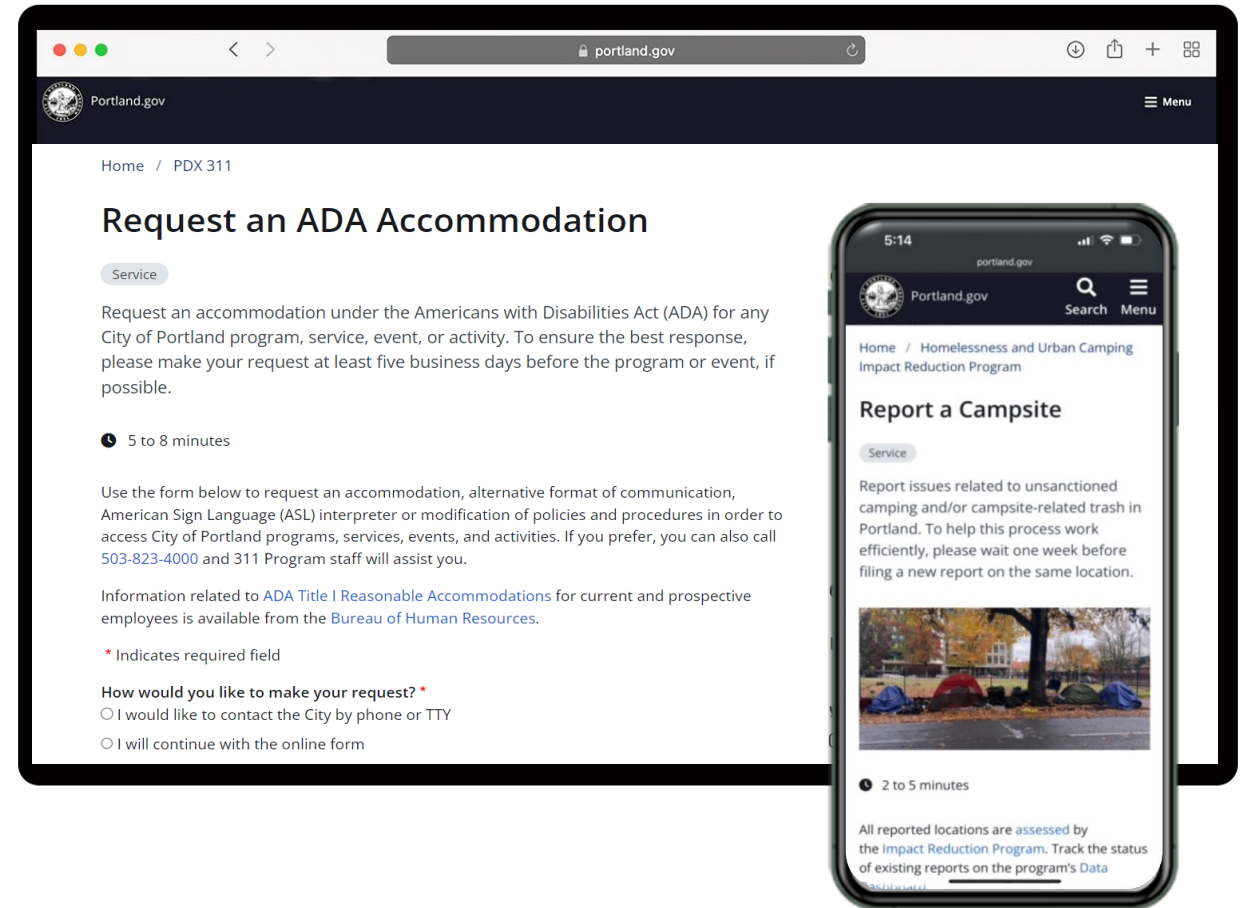 portland.gov
Portland.gov
Menu
Home / PDX 311
Request an ADA Accommodation
Service
Request an accommodation under the Americans with Disabilities Act (ADA) for any
City of Portland program, service, event, or activity. To ensure the best response,
please make your request at least five business days before the program or event, if
possible.
5 to 8 minutes
Use the form below to request an accommodation, alternative format of communication,
American Sign Language (ASL) interpreter or modification of policies and procedures in order to
access City of Portland programs, services, events, and activities. If you prefer, you can also call
503-823-4000 and 311 Program staff will assist you.
Information related to ADA Title I Reasonable Accommodations for current and prospective
employees is available from the Bureau of Human Resources.
* Indicates required field
How would you like to make your request? *
I would like to contact the City by phone or TTY
I will continue with the online form
5:14
portland.gov
Portland.gov
Search Menu
Home / Homelessness and Urban Camping
Impact Reduction Program
Report a Campsite
Service
Report issues related to unsanctioned
camping and/or campsite-related trash in
Portland. To help this process work
efficiently, please wait one week before
filing a new report on the same location.
2 to 5 minutes
All reported locations are assessed by
the Impact Reduction Program. Track the status
of existing reports on the program's Data
Dashboard